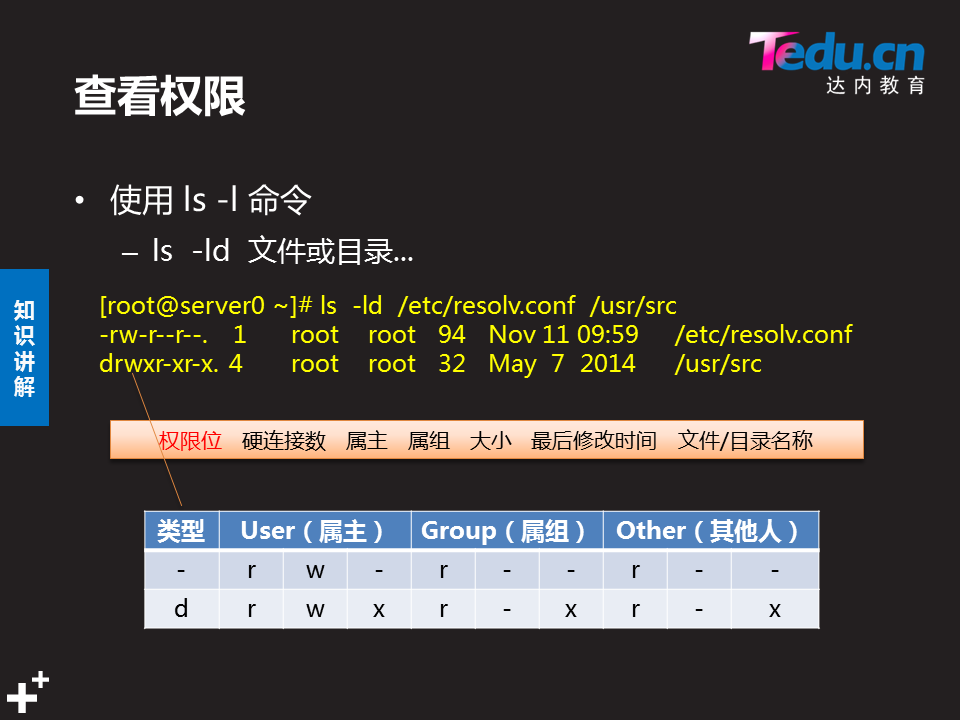 Tedu.cn
达内教育
查看权限
• 使用 ls -l 命令
– ls -ld 文件或目录...
知识讲解
[root@server0 ~]# ls -ld /etc/resolv.conf /usr/src
-rw-r--r--. 1 root root 94 Nov 11 09:59 /etc/resolv.conf
drwxr-xr-x. 4 root root 32 May 7 2014 /usr/src
权限位 硬连接数 属主 属组 大小 最后修改时间 文件/目录名称
类型 User（属主） Group（属组） Other（其他人）
- r w - r - - r - -
d r w x r - x r - x